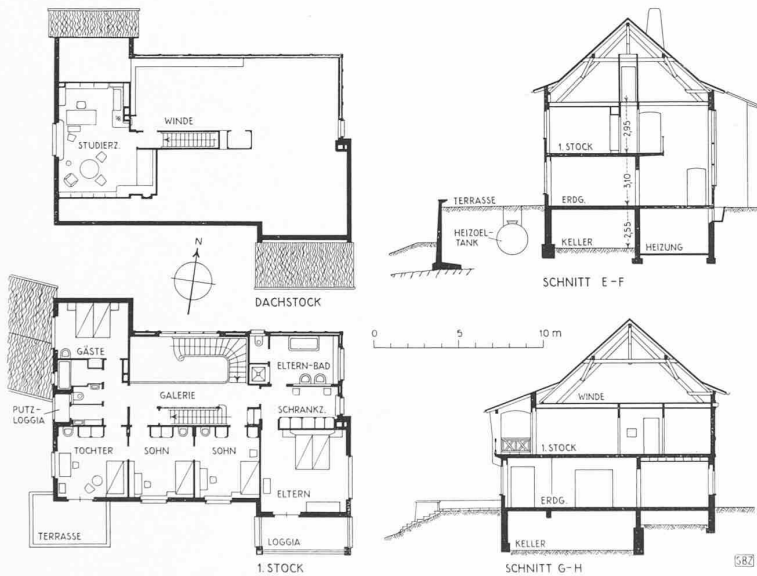 WINDE
STUDIERZ.
N
DACHSTOCK
GÄSTE
ELTERN-BAD
GALERIE
SCHRANKZ.
PUTZ-
LOGGIA
TOCHTER
SOHN
SOHN
ELTERN
TERRASSE
LOGGIA
1. STOCK
2,95
1. STOCK
3,10
TERRASSE
ERDG.
HEIZOEL-
TANK
2,55
KELLER
HEIZUNG
SCHNITT E-F
0 5 10 m
WINDE
1. STOCK
ERDG.
KELLER
SCHNITT G-H
SBZ